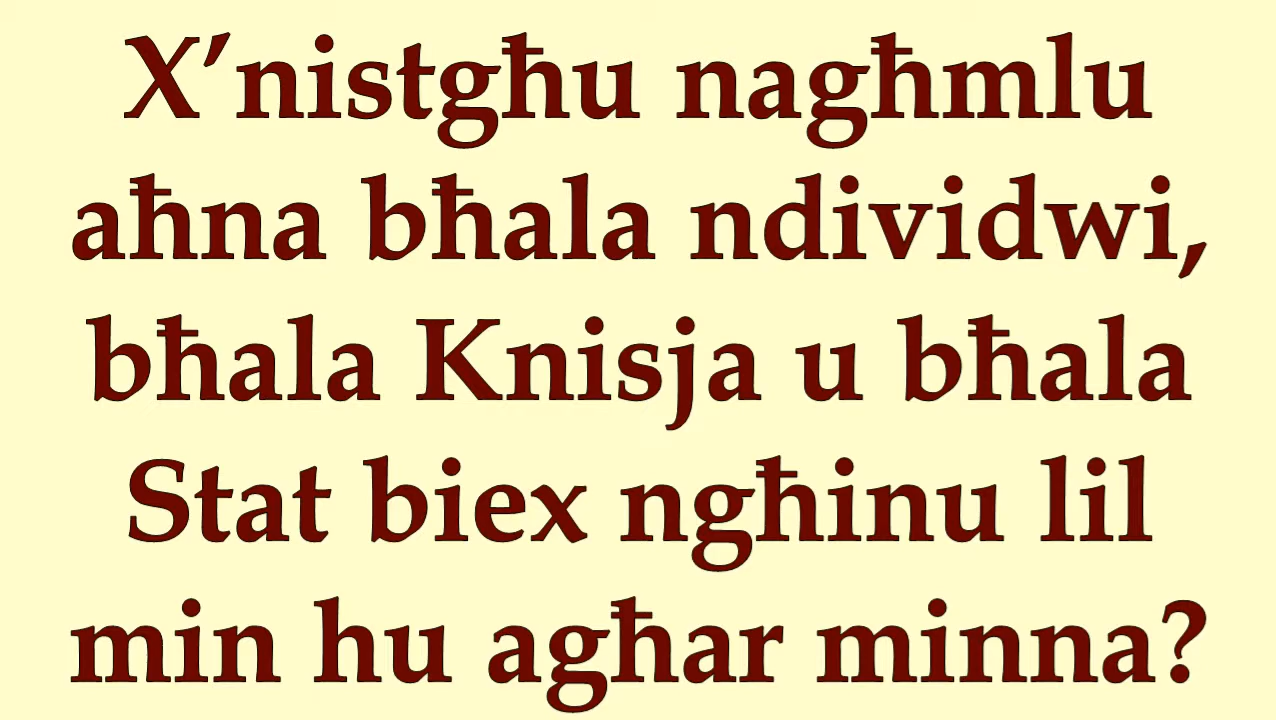 X’nistgħu nagħmlu
aħna bħala ndividwi,
bħala Knisja u bħala
Stat biex ngħinu lil
min hu agħar minna?